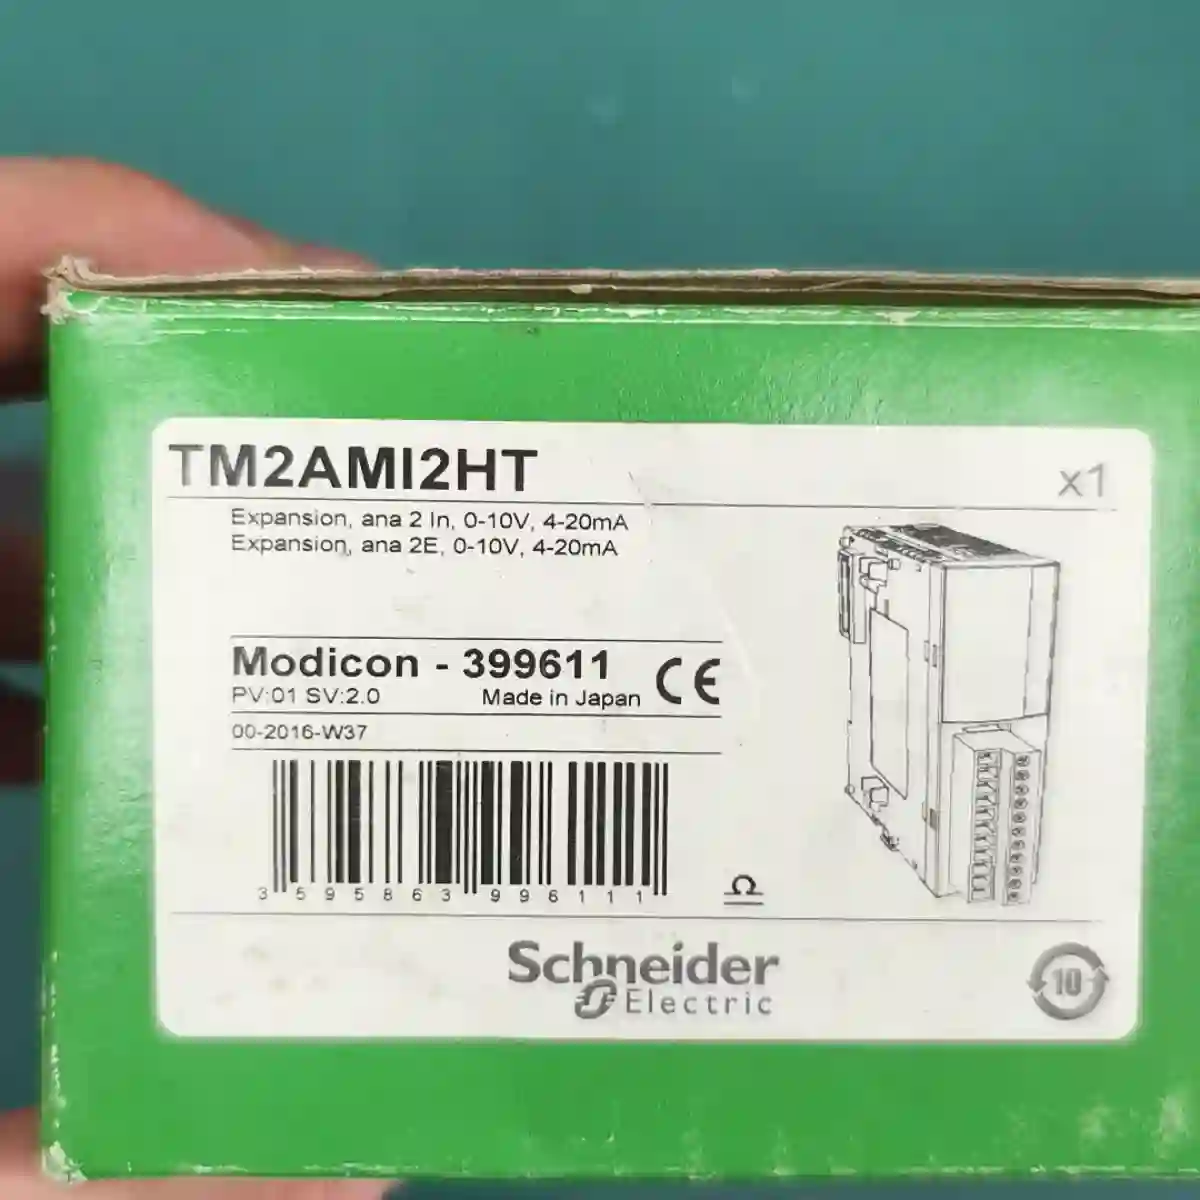 TM2AMI2HT
x1
Expansion, ana 2 In, 0-10V, 4-20mA
Expansion, ana 2E, 0-10V, 4-20mA
Modicon - 399611
CE
PV:01 SV:2.0 Made in Japan
00-2016-W37
3 595863 996111
Schneider
Electric
10